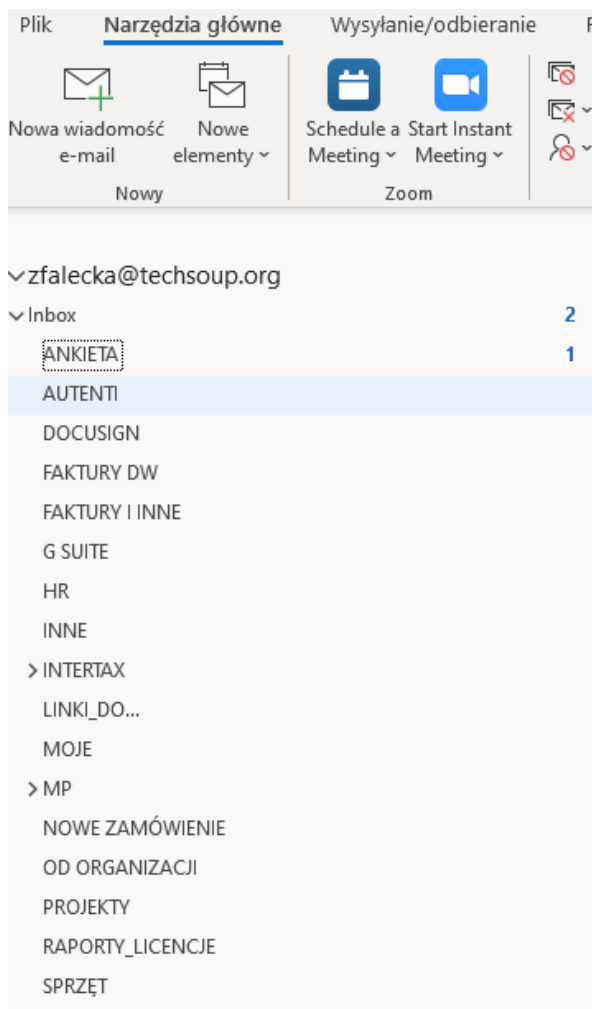 Plik Narzędzia główne Wysyłanie/odbieranie
Nowa wiadomość e-mail
Nowe elementy
Schedule a Meeting
Start Instant Meeting
Nowy
Zoom
zfalecka@techsoup.org
Inbox 2
ANKIETA 1
AUTENTI
DOCUSIGN
FAKTURY DW
FAKTURY I INNE
G SUITE
HR
INNE
INTERTAX
LINKI_DO...
MOJE
MP
NOWE ZAMÓWIENIE
OD ORGANIZACJI
PROJEKTY
RAPORTY_LICENCJE
SPRZĘT